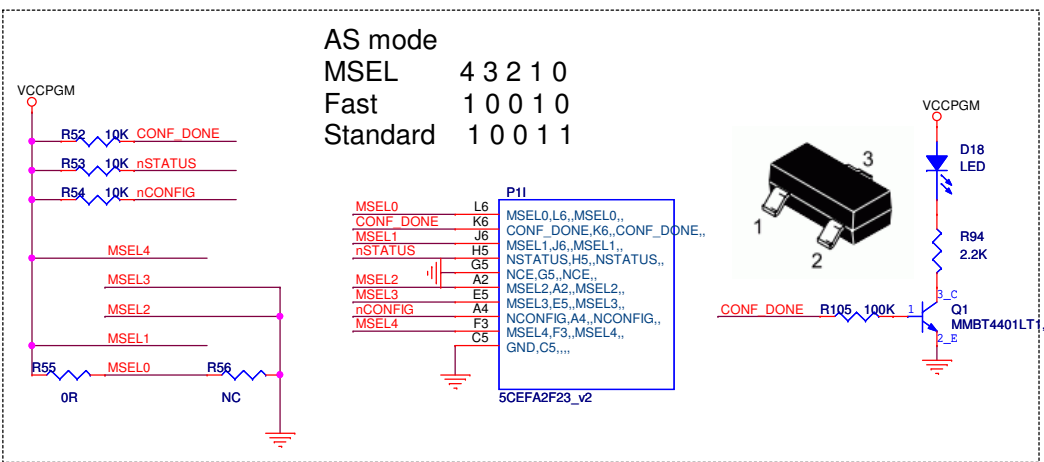 AS mode
MSEL 4 3 2 1 0
Fast 1 0 0 1 0
Standard 1 0 0 1 1
VCCPGM
R52 10K CONF_DONE
R53 10K nSTATUS
R54 10K nCONFIG
MSEL4
MSEL3
MSEL2
MSEL1
R55 MSEL0 R56
0R NC
P1I
MSEL0 L6 MSEL0,L6,,MSEL0,,
CONF_DONE K6 CONF_DONE,K6,,CONF_DONE,,
MSEL1 J6 MSEL1,J6,,MSEL1,,
nSTATUS H5 NSTATUS,H5,,NSTATUS,,
G5 NCE,G5,,NCE,,
MSEL2 A2 MSEL2,A2,,MSEL2,,
MSEL3 E5 MSEL3,E5,,MSEL3,,
nCONFIG A4 NCONFIG,A4,,NCONFIG,,
MSEL4 F3 MSEL4,F3,,MSEL4,,
C5 GND,C5,,,,
5CEFA2F23_v2
3
1
2
VCCPGM
D18
LED
R94
2.2K
3_C
CONF_DONE R105 100K 1 Q1
MMBT4401LT1,
2_E